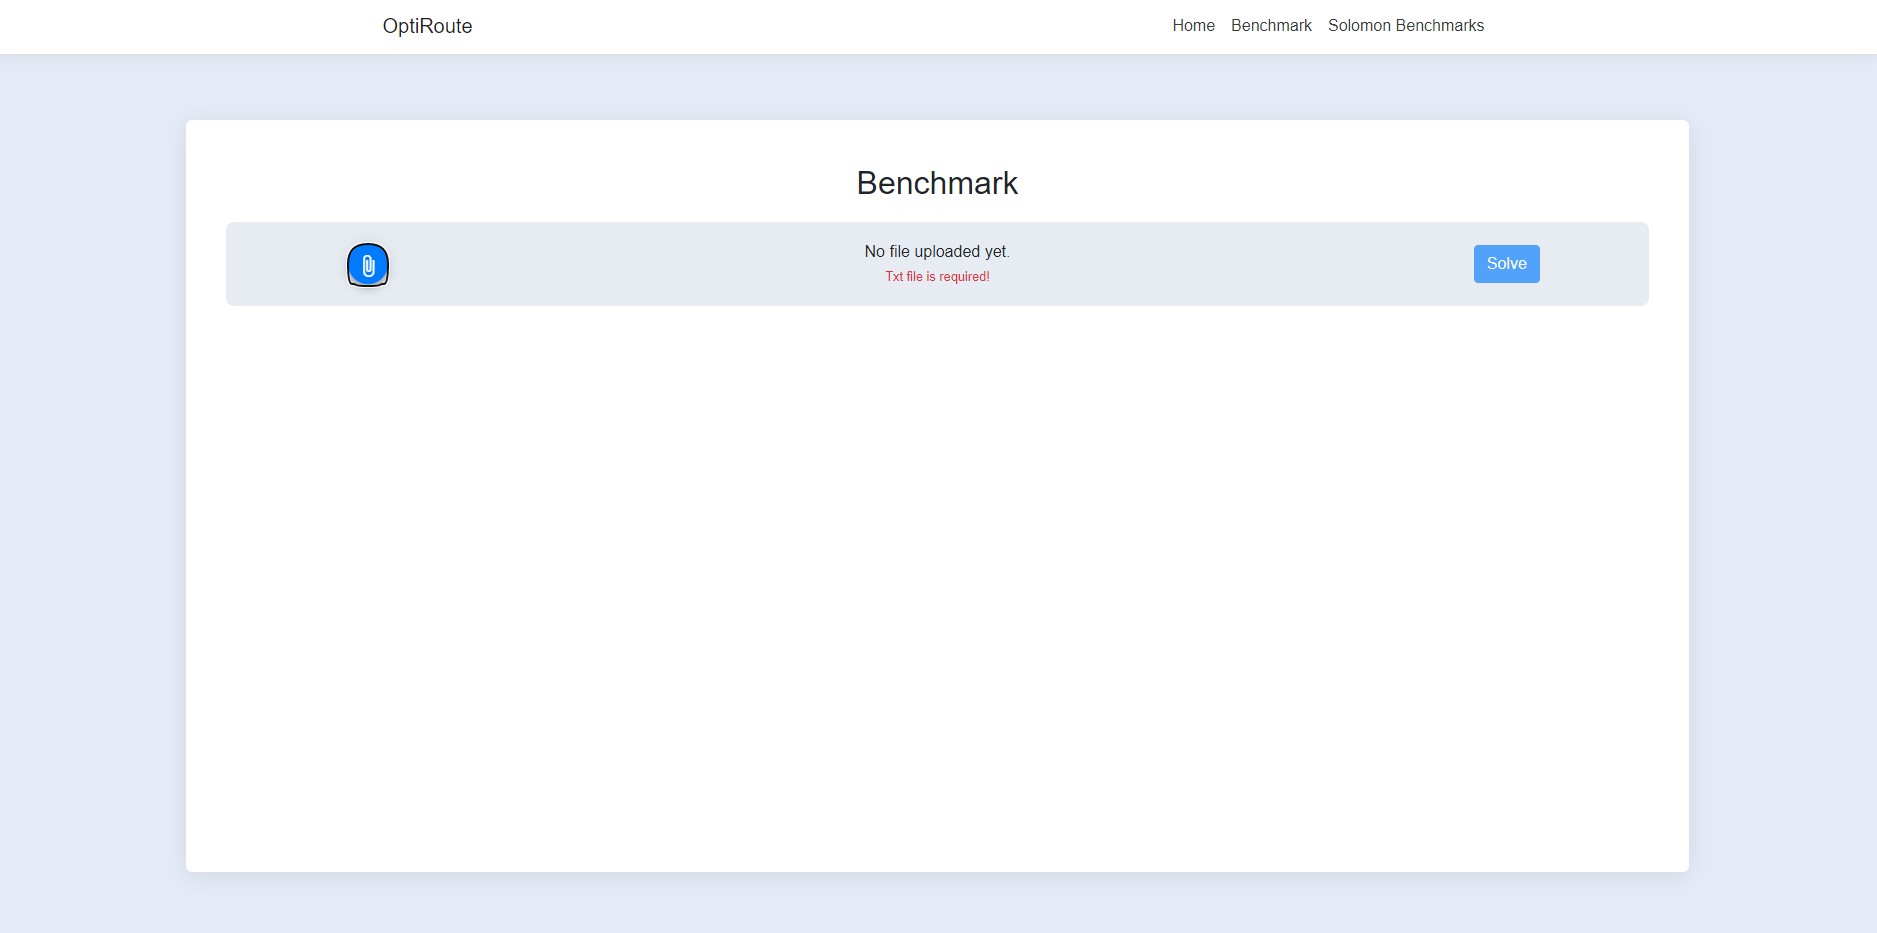 OptiRoute
Home Benchmark Solomon Benchmarks
Benchmark
No file uploaded yet.
Txt file is required!
Solve